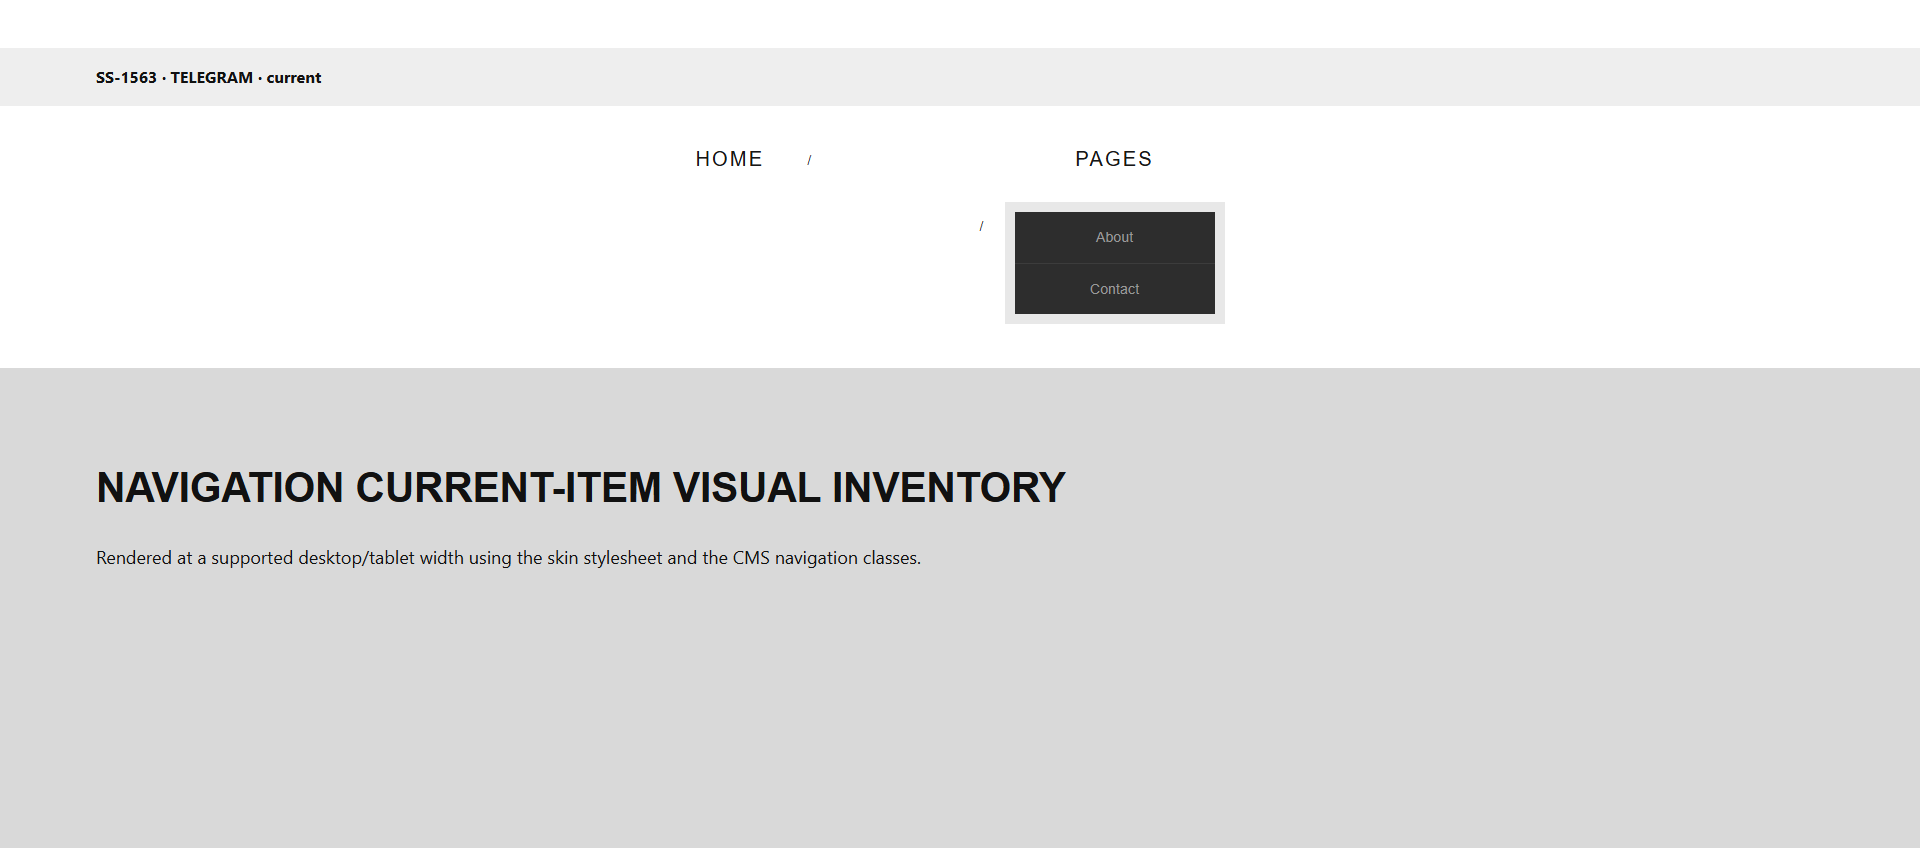 SS-1563 · TELEGRAM · current
HOME / PAGES
/
About
Contact
NAVIGATION CURRENT-ITEM VISUAL INVENTORY
Rendered at a supported desktop/tablet width using the skin stylesheet and the CMS navigation classes.